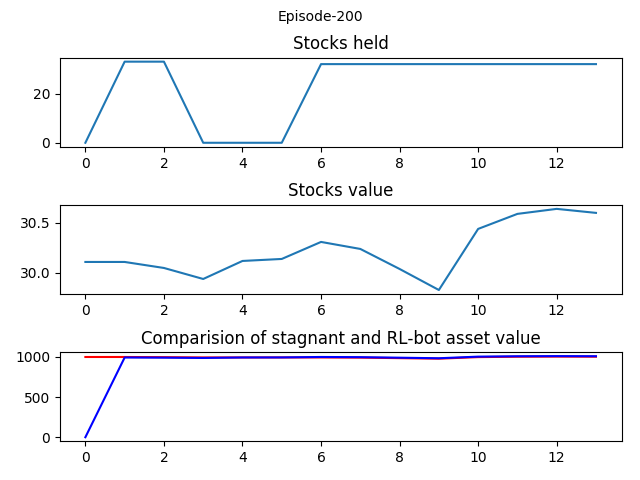 Episode-200
Stocks held
20
0
0 2 4 6 8 10 12
Stocks value
30.5
30.0
0 2 4 6 8 10 12
Comparision of stagnant and RL-bot asset value
1000
500
0
0 2 4 6 8 10 12